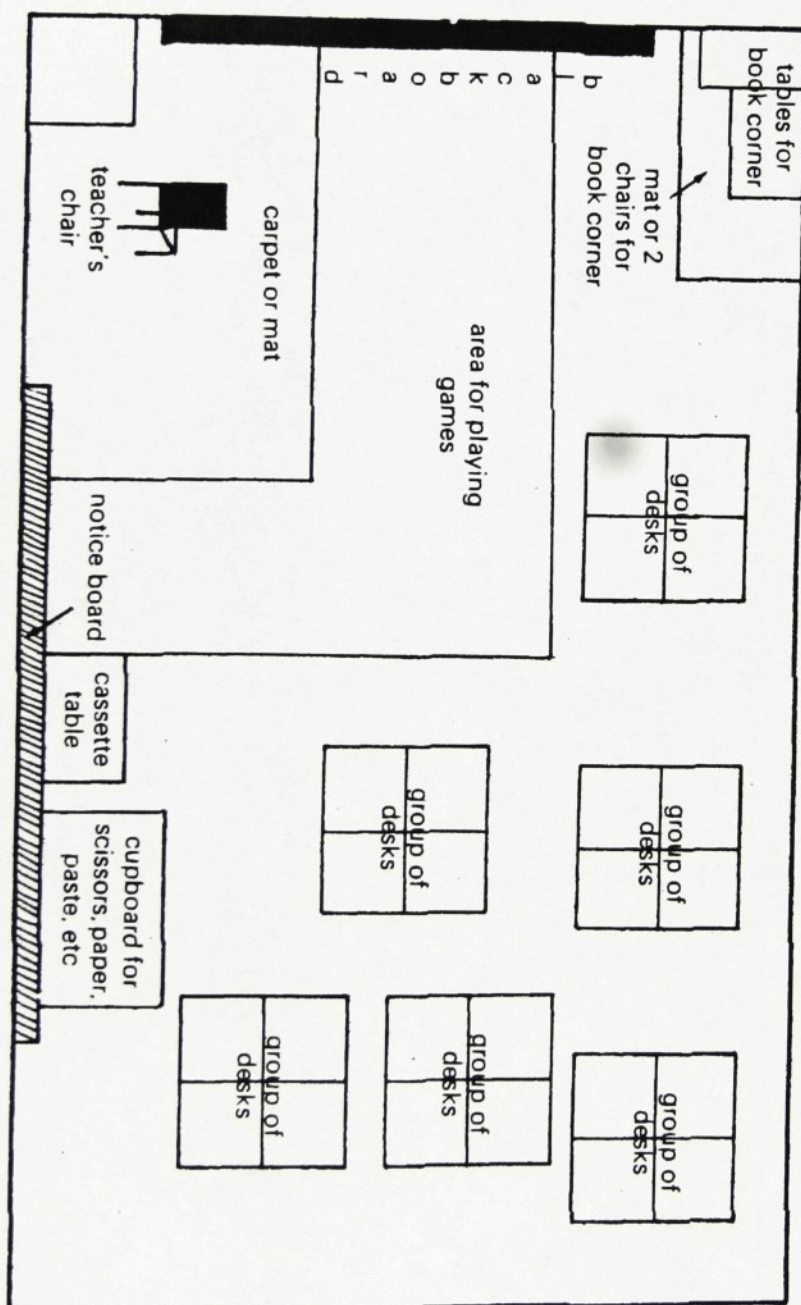 tables for
book corner
mat or 2
chairs for
book corner
group of
desks
group of
desks
group of
desks
b
l
a
c
k
b
o
a
r
d
area for playing
games
group of
desks
group of
desks
group of
desks
carpet or mat
teacher's
chair
notice board
cassette
table
cupboard for
scissors, paper,
paste, etc